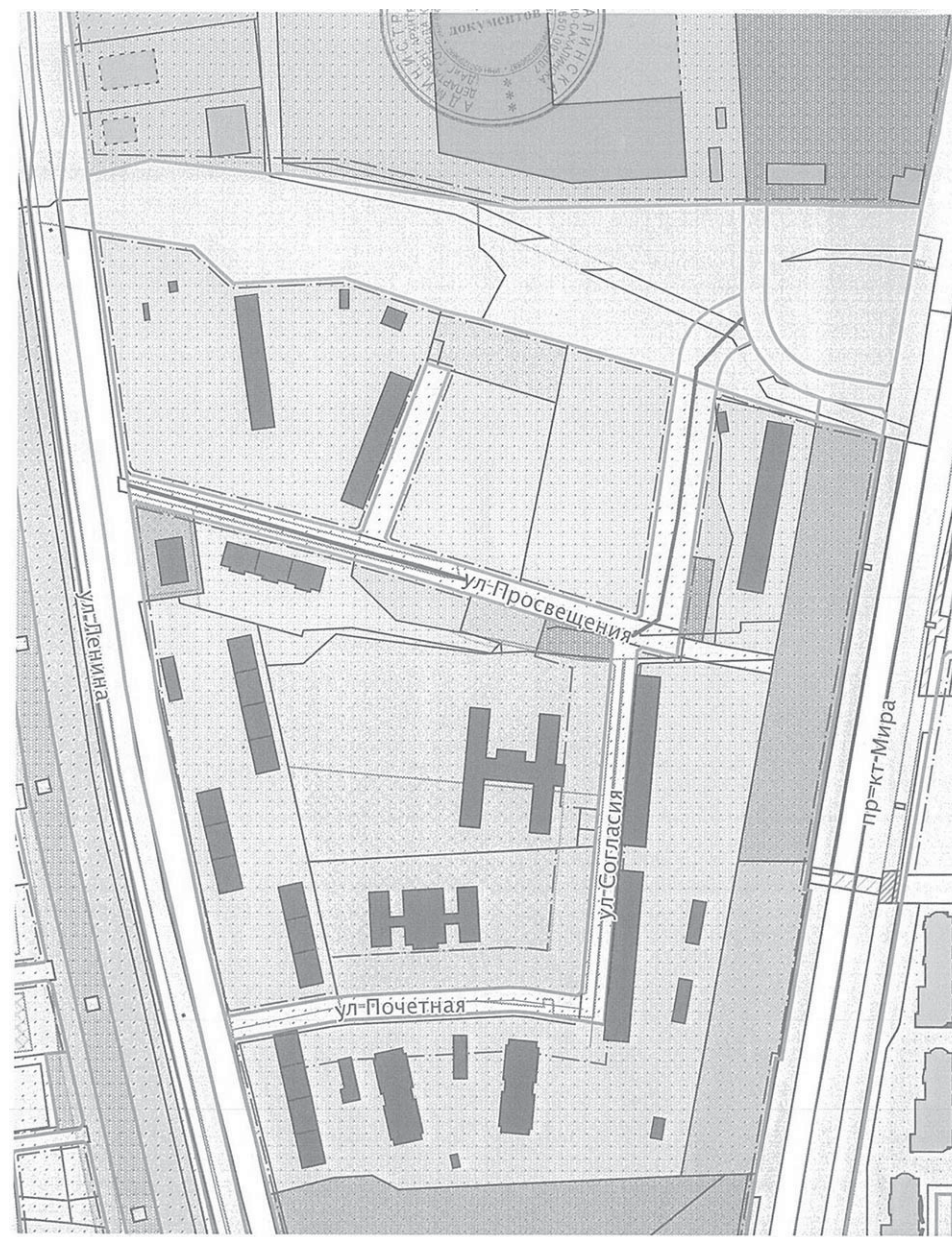 документов
ул Просвещения
ул Ленина
пр-кт Мира
ул Согласия
ул Почетная